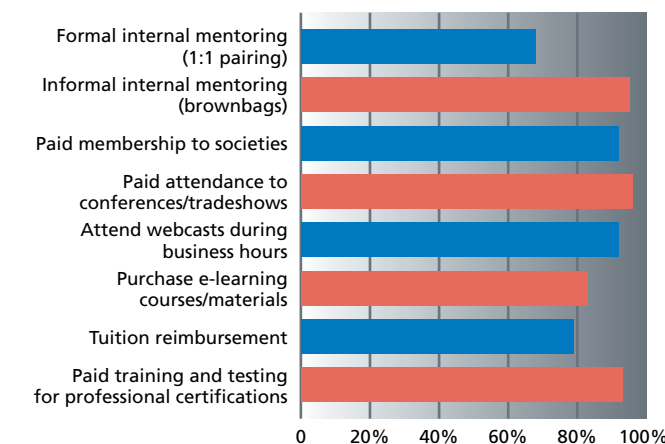 Formal internal mentoring
(1:1 pairing)
Informal internal mentoring
(brownbags)
Paid membership to societies
Paid attendance to
conferences/tradeshows
Attend webcasts during
business hours
Purchase e-learning
courses/materials
Tuition reimbursement
Paid training and testing
for professional certifications
0 20% 40% 60% 80% 100%